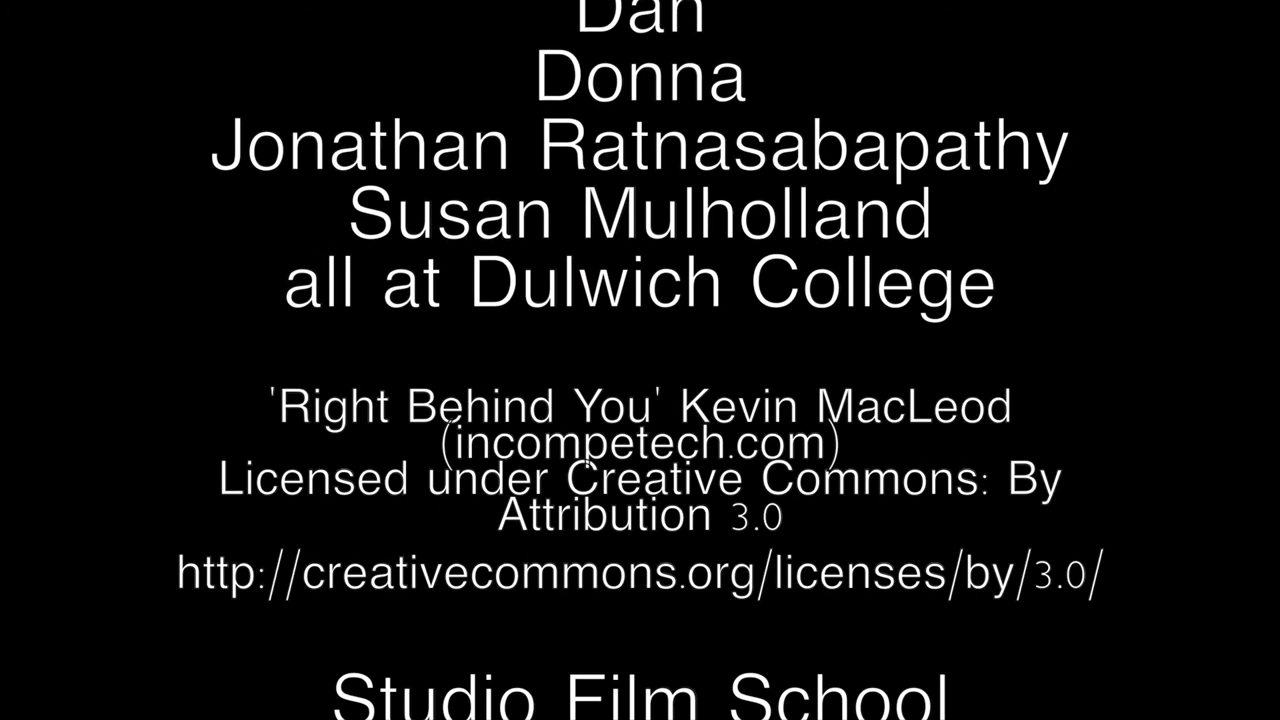 Dan
Donna
Jonathan Ratnasabapathy
Susan Mulholland
all at Dulwich College
'Right Behind You' Kevin MacLeod
(incompetech.com)
Licensed under Creative Commons: By
Attribution 3.0
http://creativecommons.org/licenses/by/3.0/
Studio Film School